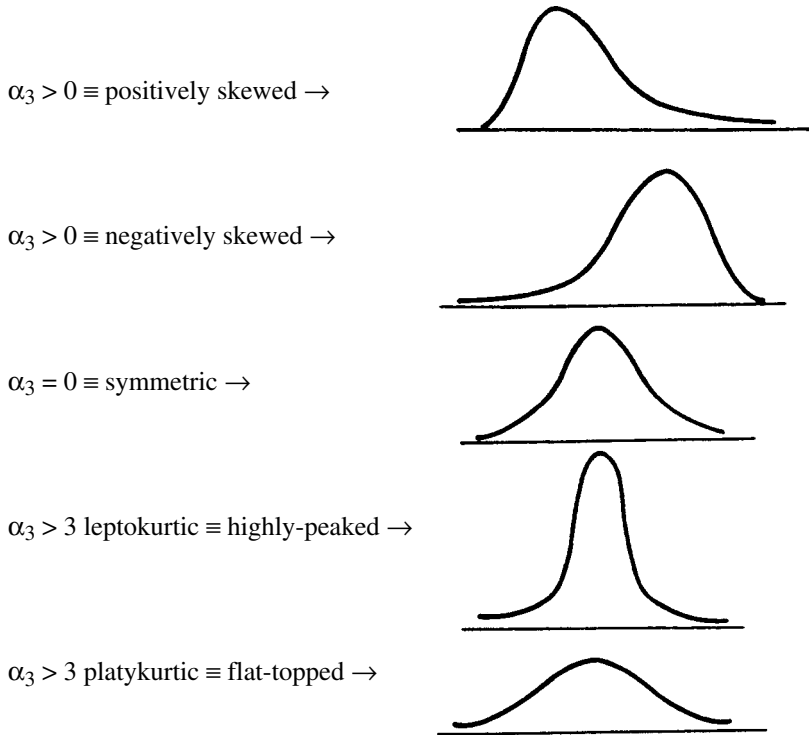 α₃ > 0 ≡ positively skewed →
α₃ > 0 ≡ negatively skewed →
α₃ = 0 ≡ symmetric →
α₃ > 3 leptokurtic ≡ highly-peaked →
α₃ > 3 platykurtic ≡ flat-topped →